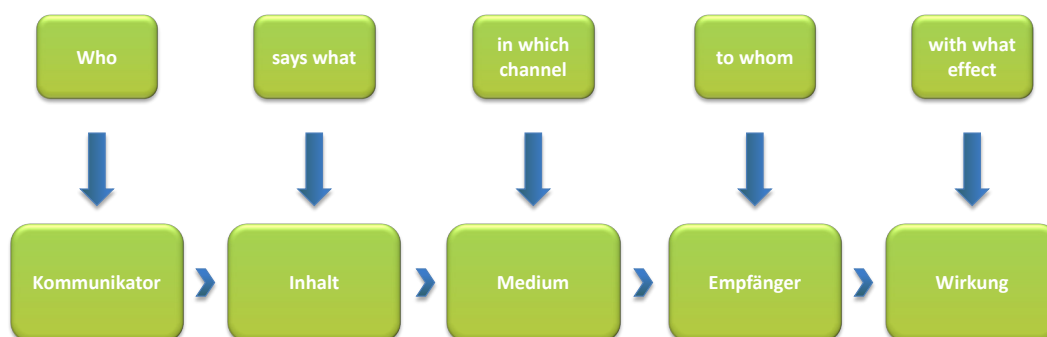 Who
says what
in which
channel
to whom
with what
effect
Kommunikator
Inhalt
Medium
Empfänger
Wirkung